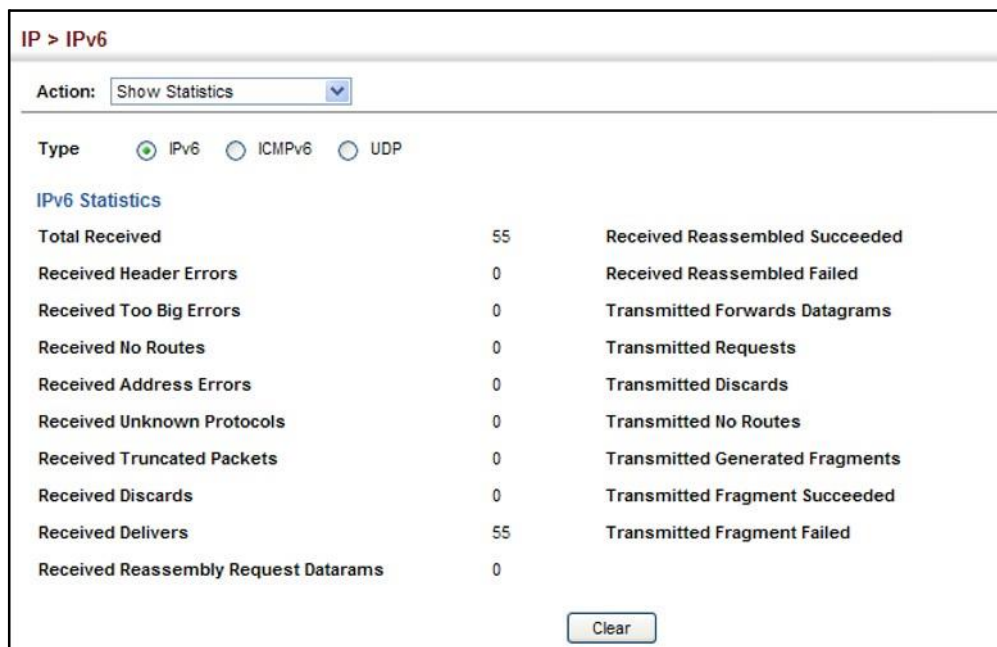 IP > IPv6
Action: Show Statistics
Type IPv6 ICMPv6 UDP
IPv6 Statistics
Total Received 55 Received Reassembled Succeeded
Received Header Errors 0 Received Reassembled Failed
Received Too Big Errors 0 Transmitted Forwards Datagrams
Received No Routes 0 Transmitted Requests
Received Address Errors 0 Transmitted Discards
Received Unknown Protocols 0 Transmitted No Routes
Received Truncated Packets 0 Transmitted Generated Fragments
Received Discards 0 Transmitted Fragment Succeeded
Received Delivers 55 Transmitted Fragment Failed
Received Reassembly Request Datarams 0
Clear